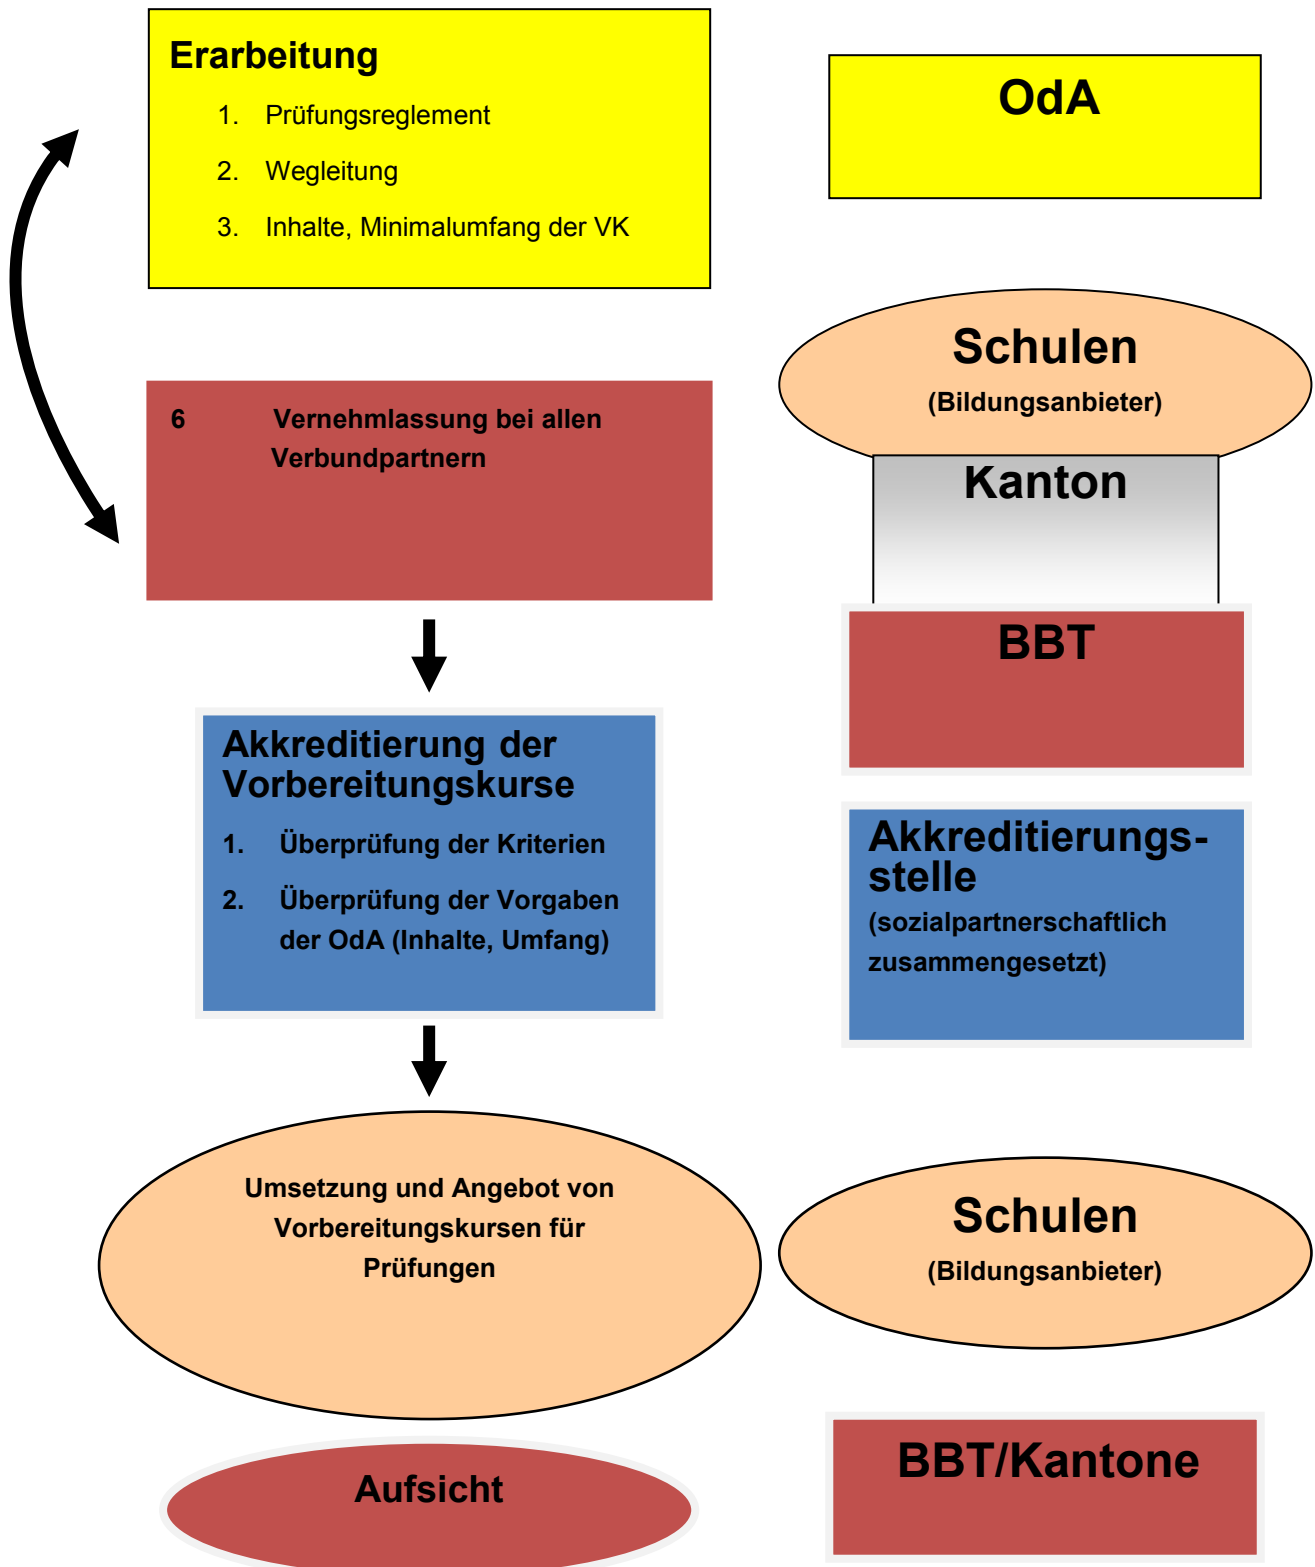 Erarbeitung
1. Prüfungsreglement
2. Wegleitung
3. Inhalte, Minimalumfang der VK
OdA
Schulen
(Bildungsanbieter)
6 Vernehmlassung bei allen
Verbundpartnern
Kanton
BBT
Akkreditierung der
Vorbereitungskurse
1. Überprüfung der Kriterien
2. Überprüfung der Vorgaben
der OdA (Inhalte, Umfang)
Akkreditierungs-
stelle
(sozialpartnerschaftlich
zusammengesetzt)
Umsetzung und Angebot von
Vorbereitungskursen für
Prüfungen
Schulen
(Bildungsanbieter)
Aufsicht
BBT/Kantone